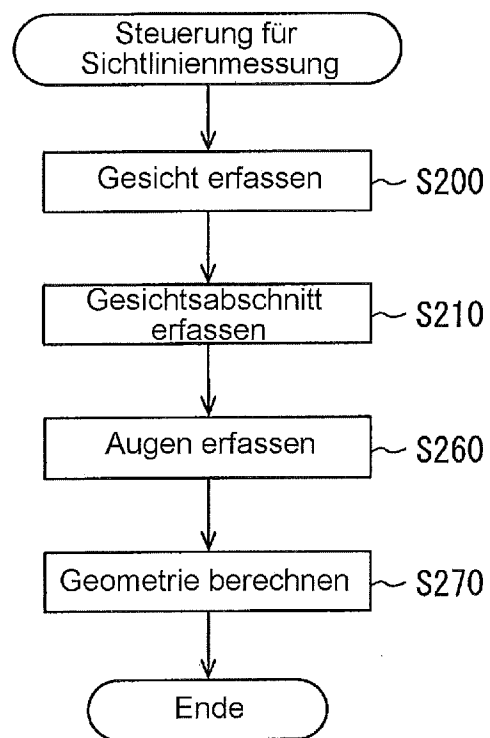 Steuerung für
Sichtlinienmessung
Gesicht erfassen
S200
Gesichtsabschnitt
erfassen
S210
Augen erfassen
S260
Geometrie berechnen
S270
Ende